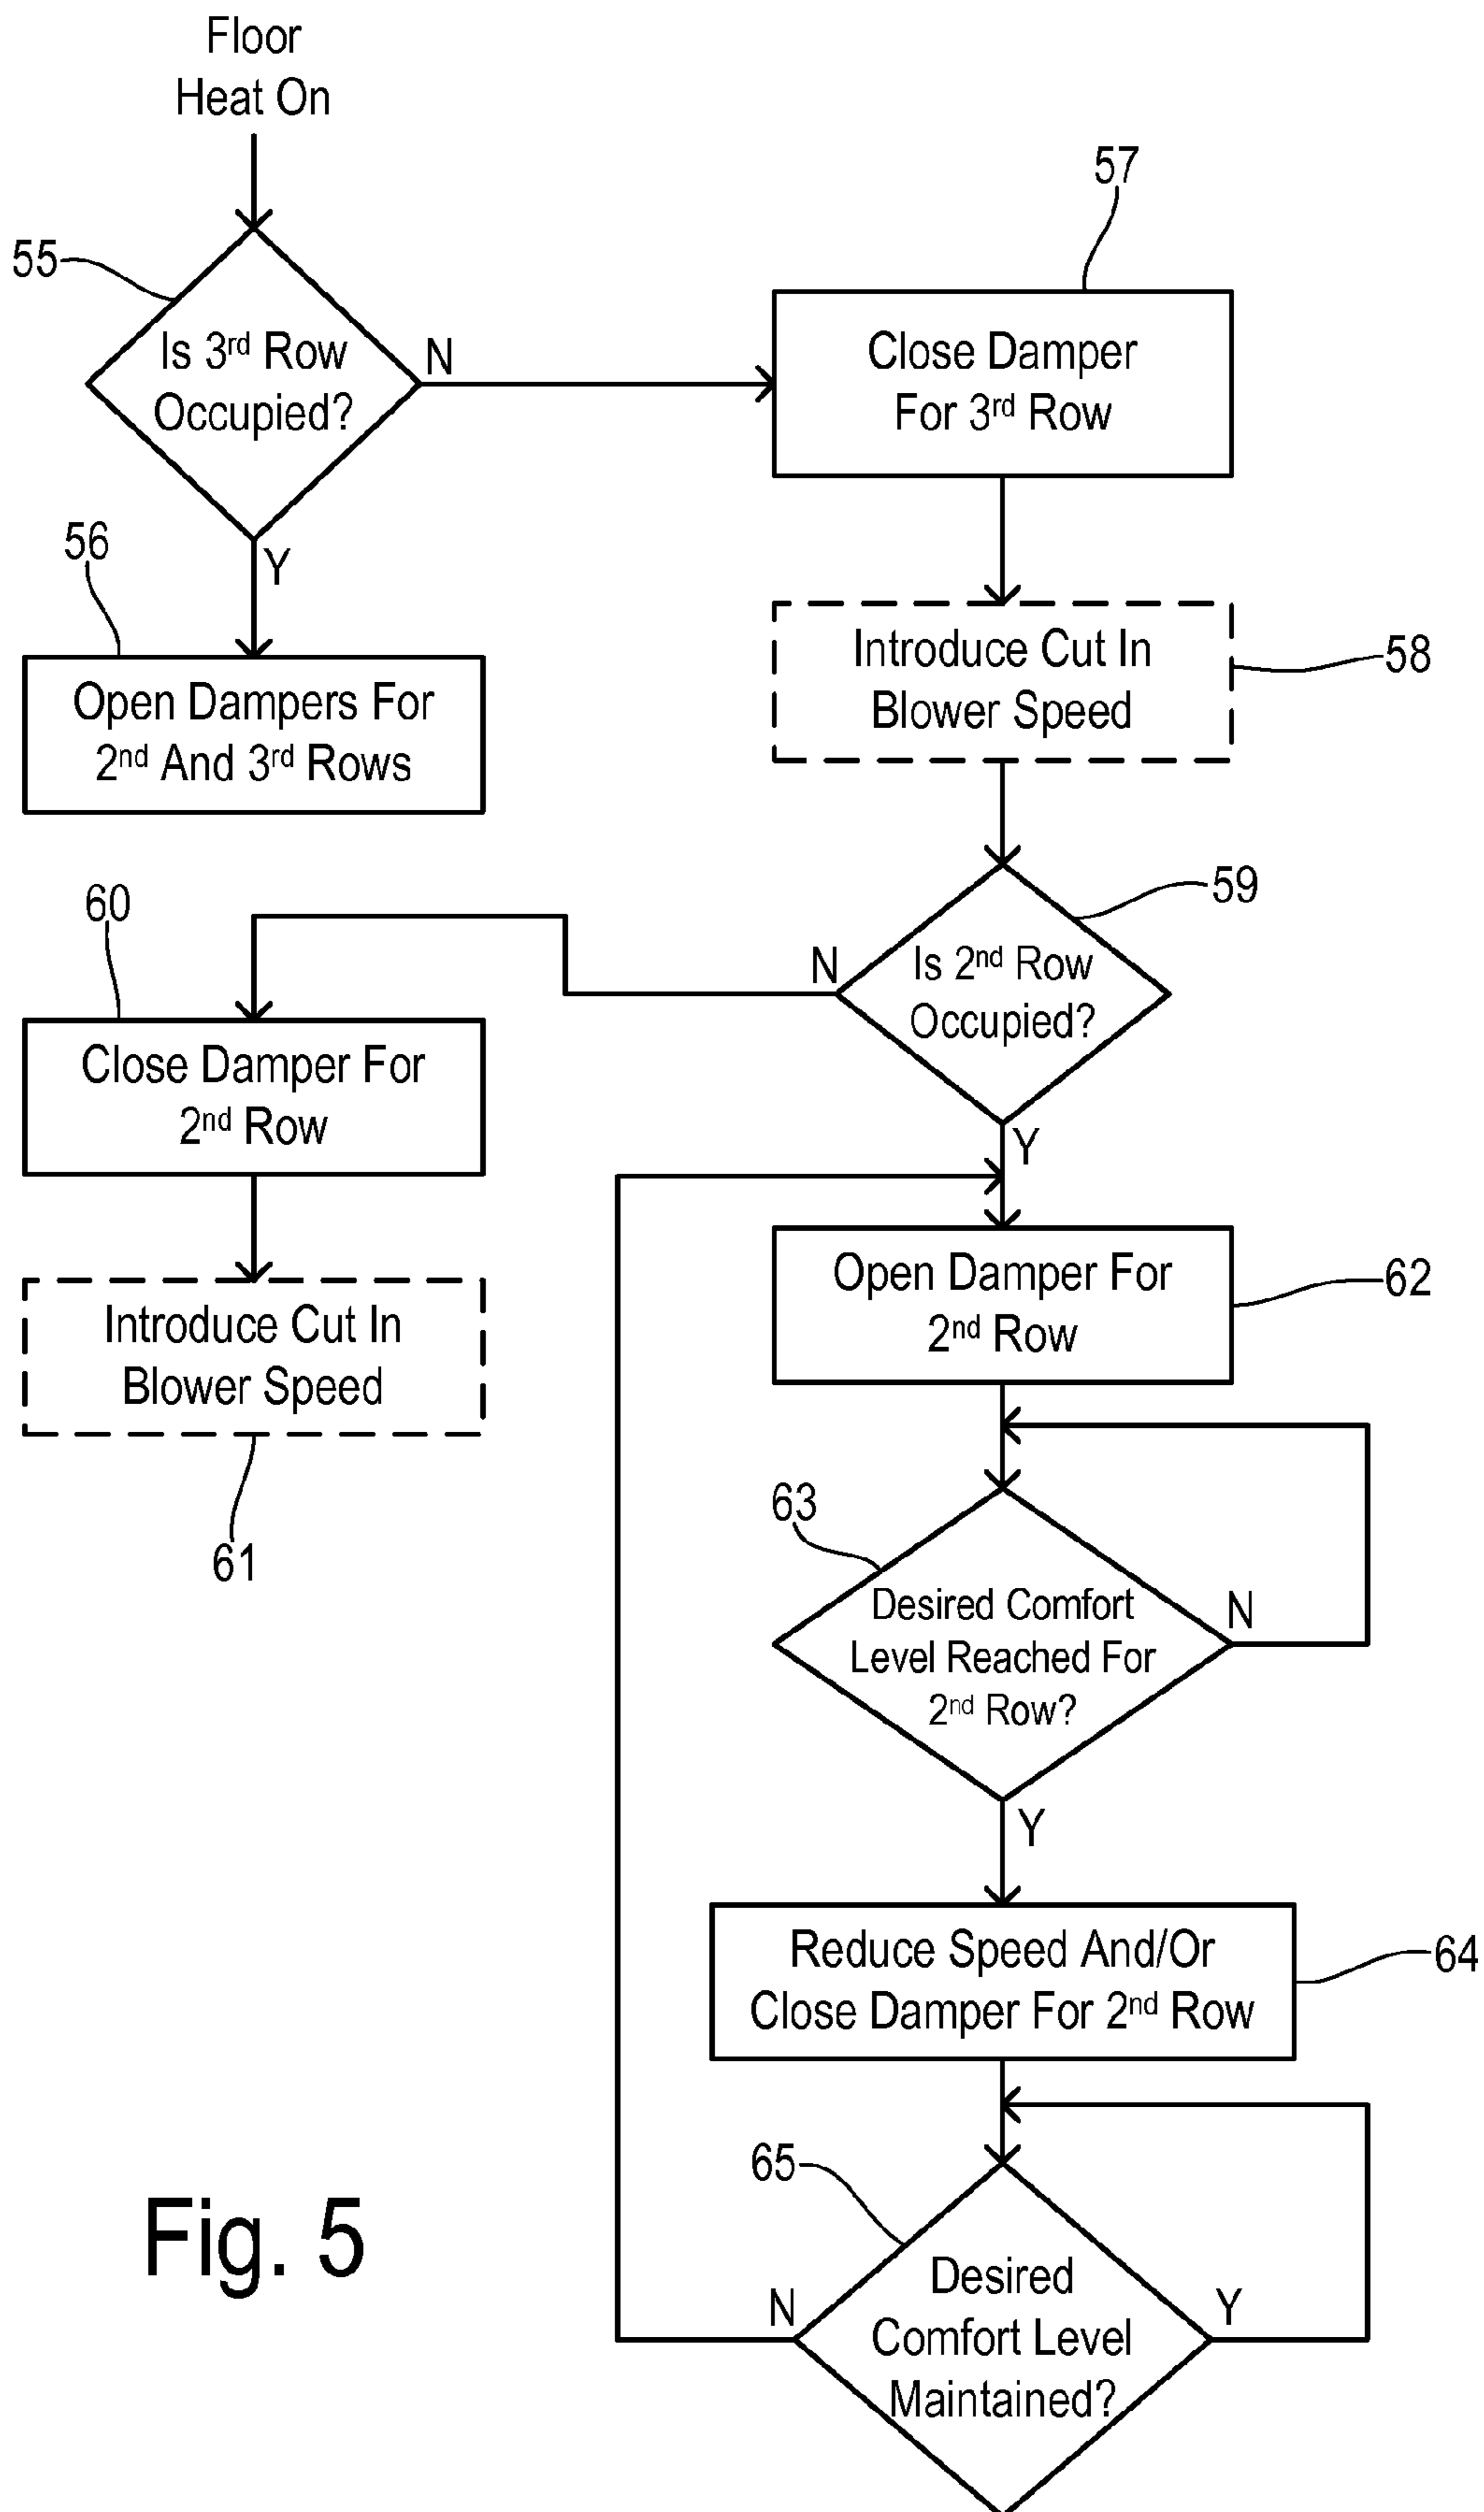 Floor
Heat On
57
55
Is 3rd Row
Occupied?
N
Close Damper
For 3rd Row
Y
56
Open Dampers For
2nd And 3rd Rows
Introduce Cut In
Blower Speed
58
59
Is 2nd Row
Occupied?
N
Y
60
Close Damper For
2nd Row
Introduce Cut In
Blower Speed
61
Open Damper For
2nd Row
62
63
Desired Comfort
Level Reached For
2nd Row?
N
Y
Reduce Speed And/Or
Close Damper For 2nd Row
64
65
Desired
Comfort Level
Maintained?
N
Y
Fig. 5